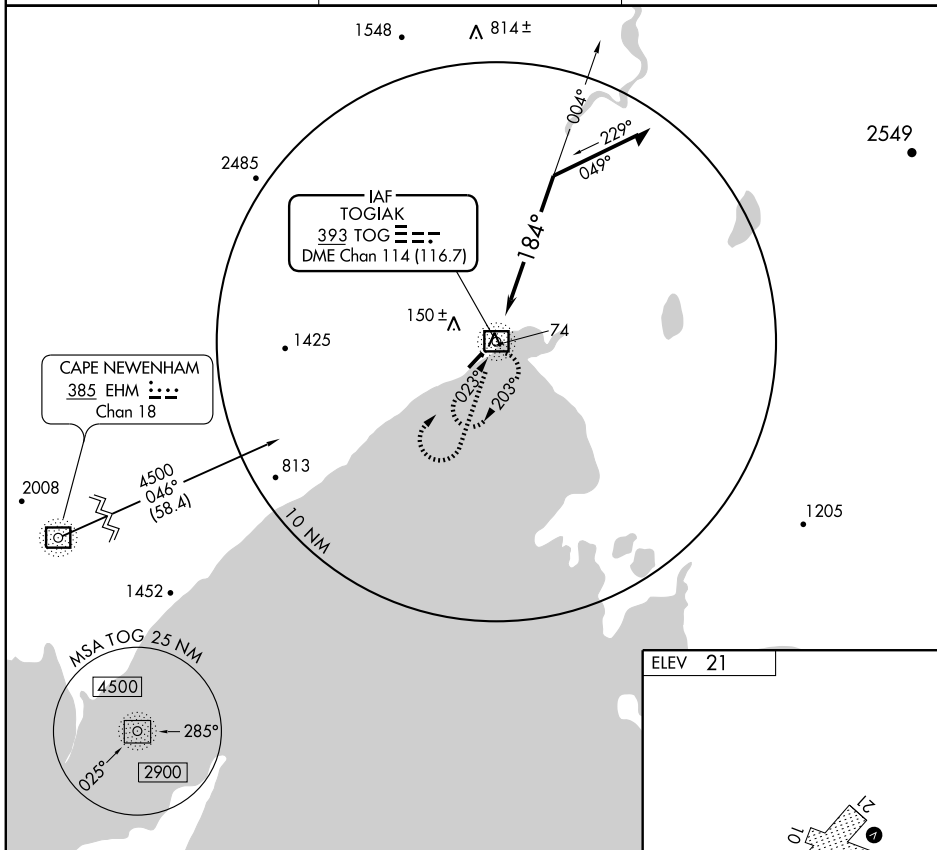 1548
814 ±
004°
2549
229°
049°
2485
IAF
TOGIAK
393 TOG
DME Chan 114 (116.7)
184°
150 ±
74
1425
CAPE NEWENHAM
385 EHM
Chan 18
023°
203°
4500
046°
(58.4)
813
2008
10 NM
1205
1452
MSA TOG 25 NM
4500
285°
025°
2900
ELEV 21
21
10
V